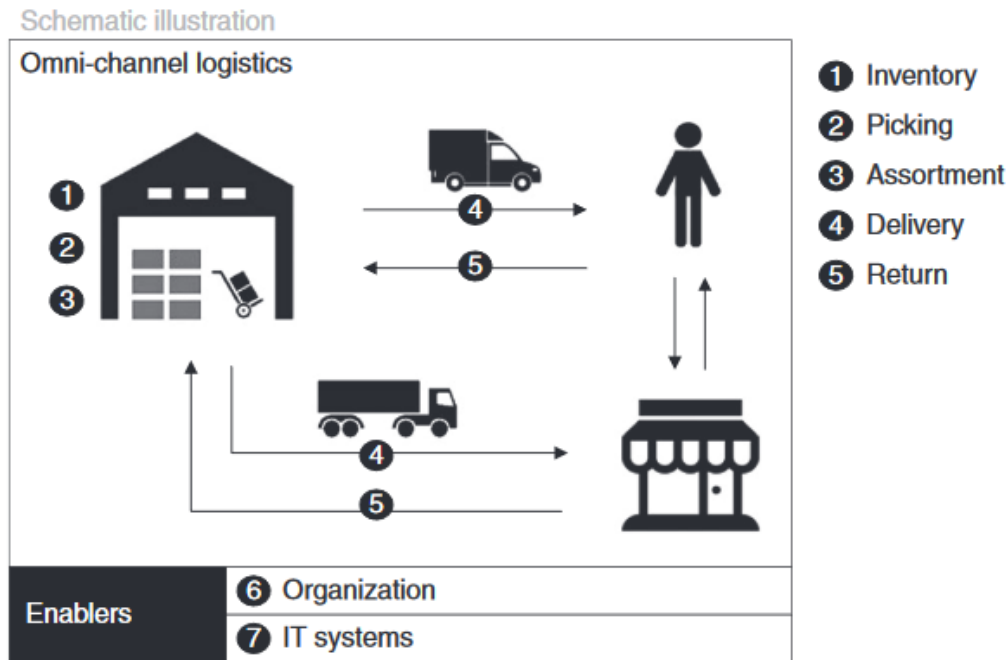 Schematic illustration
Omni-channel logistics
1 Inventory
2 Picking
3 Assortment
4 Delivery
5 Return
1
2
3
4
5
4
5
Enablers
6 Organization
7 IT systems